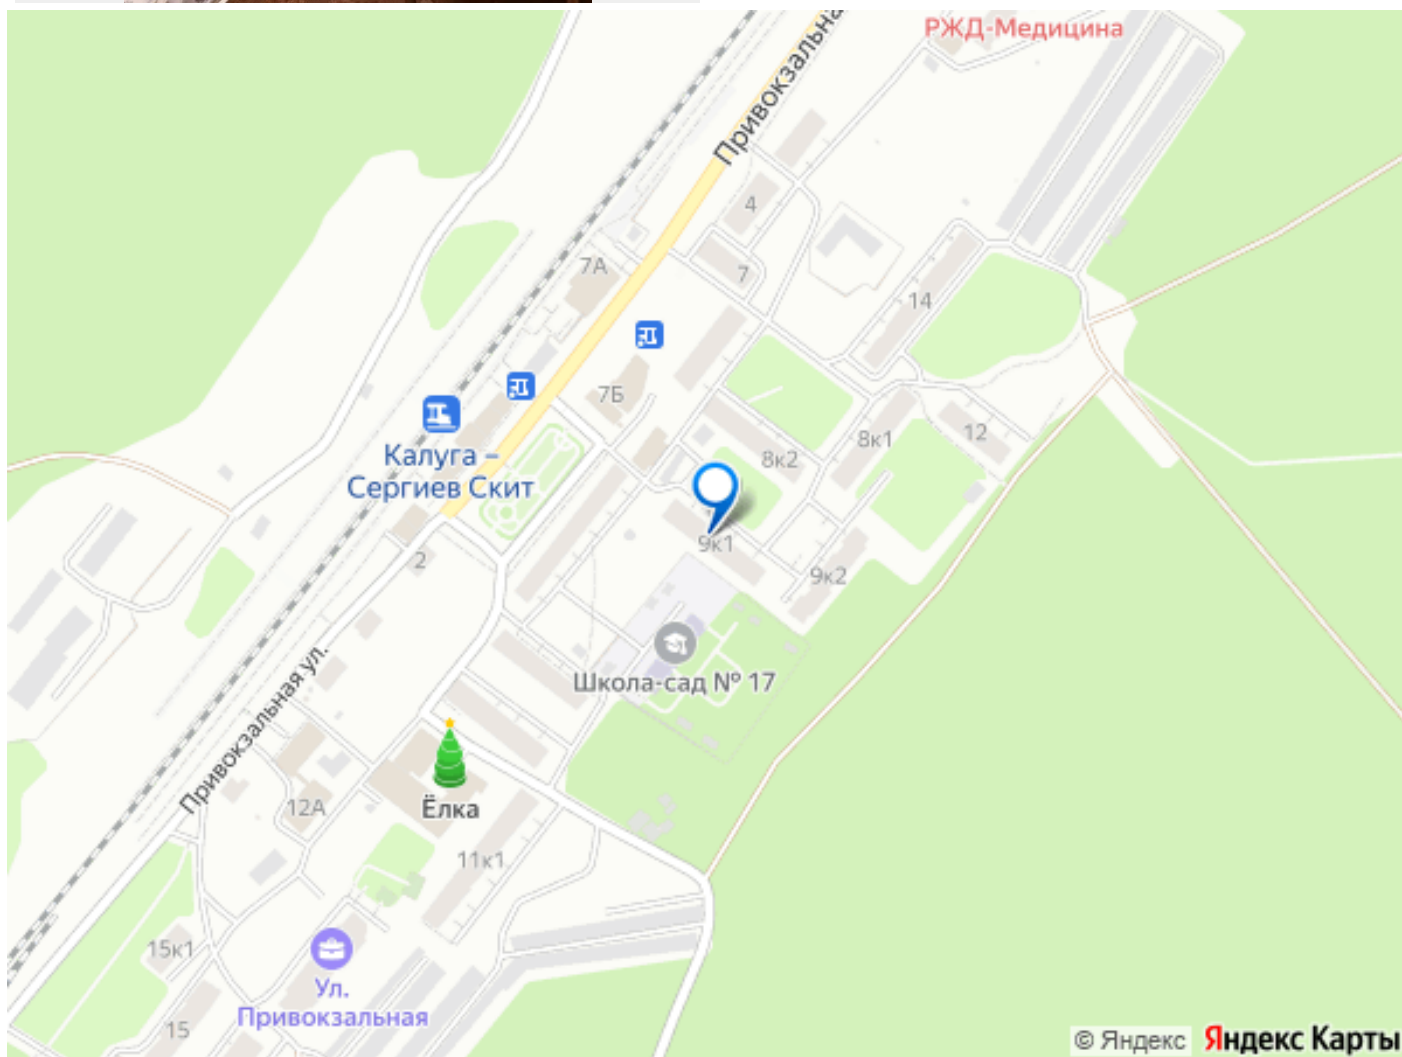 РЖД-Медицина
Привокзальна
4
7А
7
14
7Б
8к1
12
8к2
Калуга –
Сергиев Скит
9к1
2
9к2
Школа-сад № 17
Привокзальная ул.
12А
Ёлка
11к1
15к1
Ул.
Привокзальная
15
© Яндекс Яндекс Карты